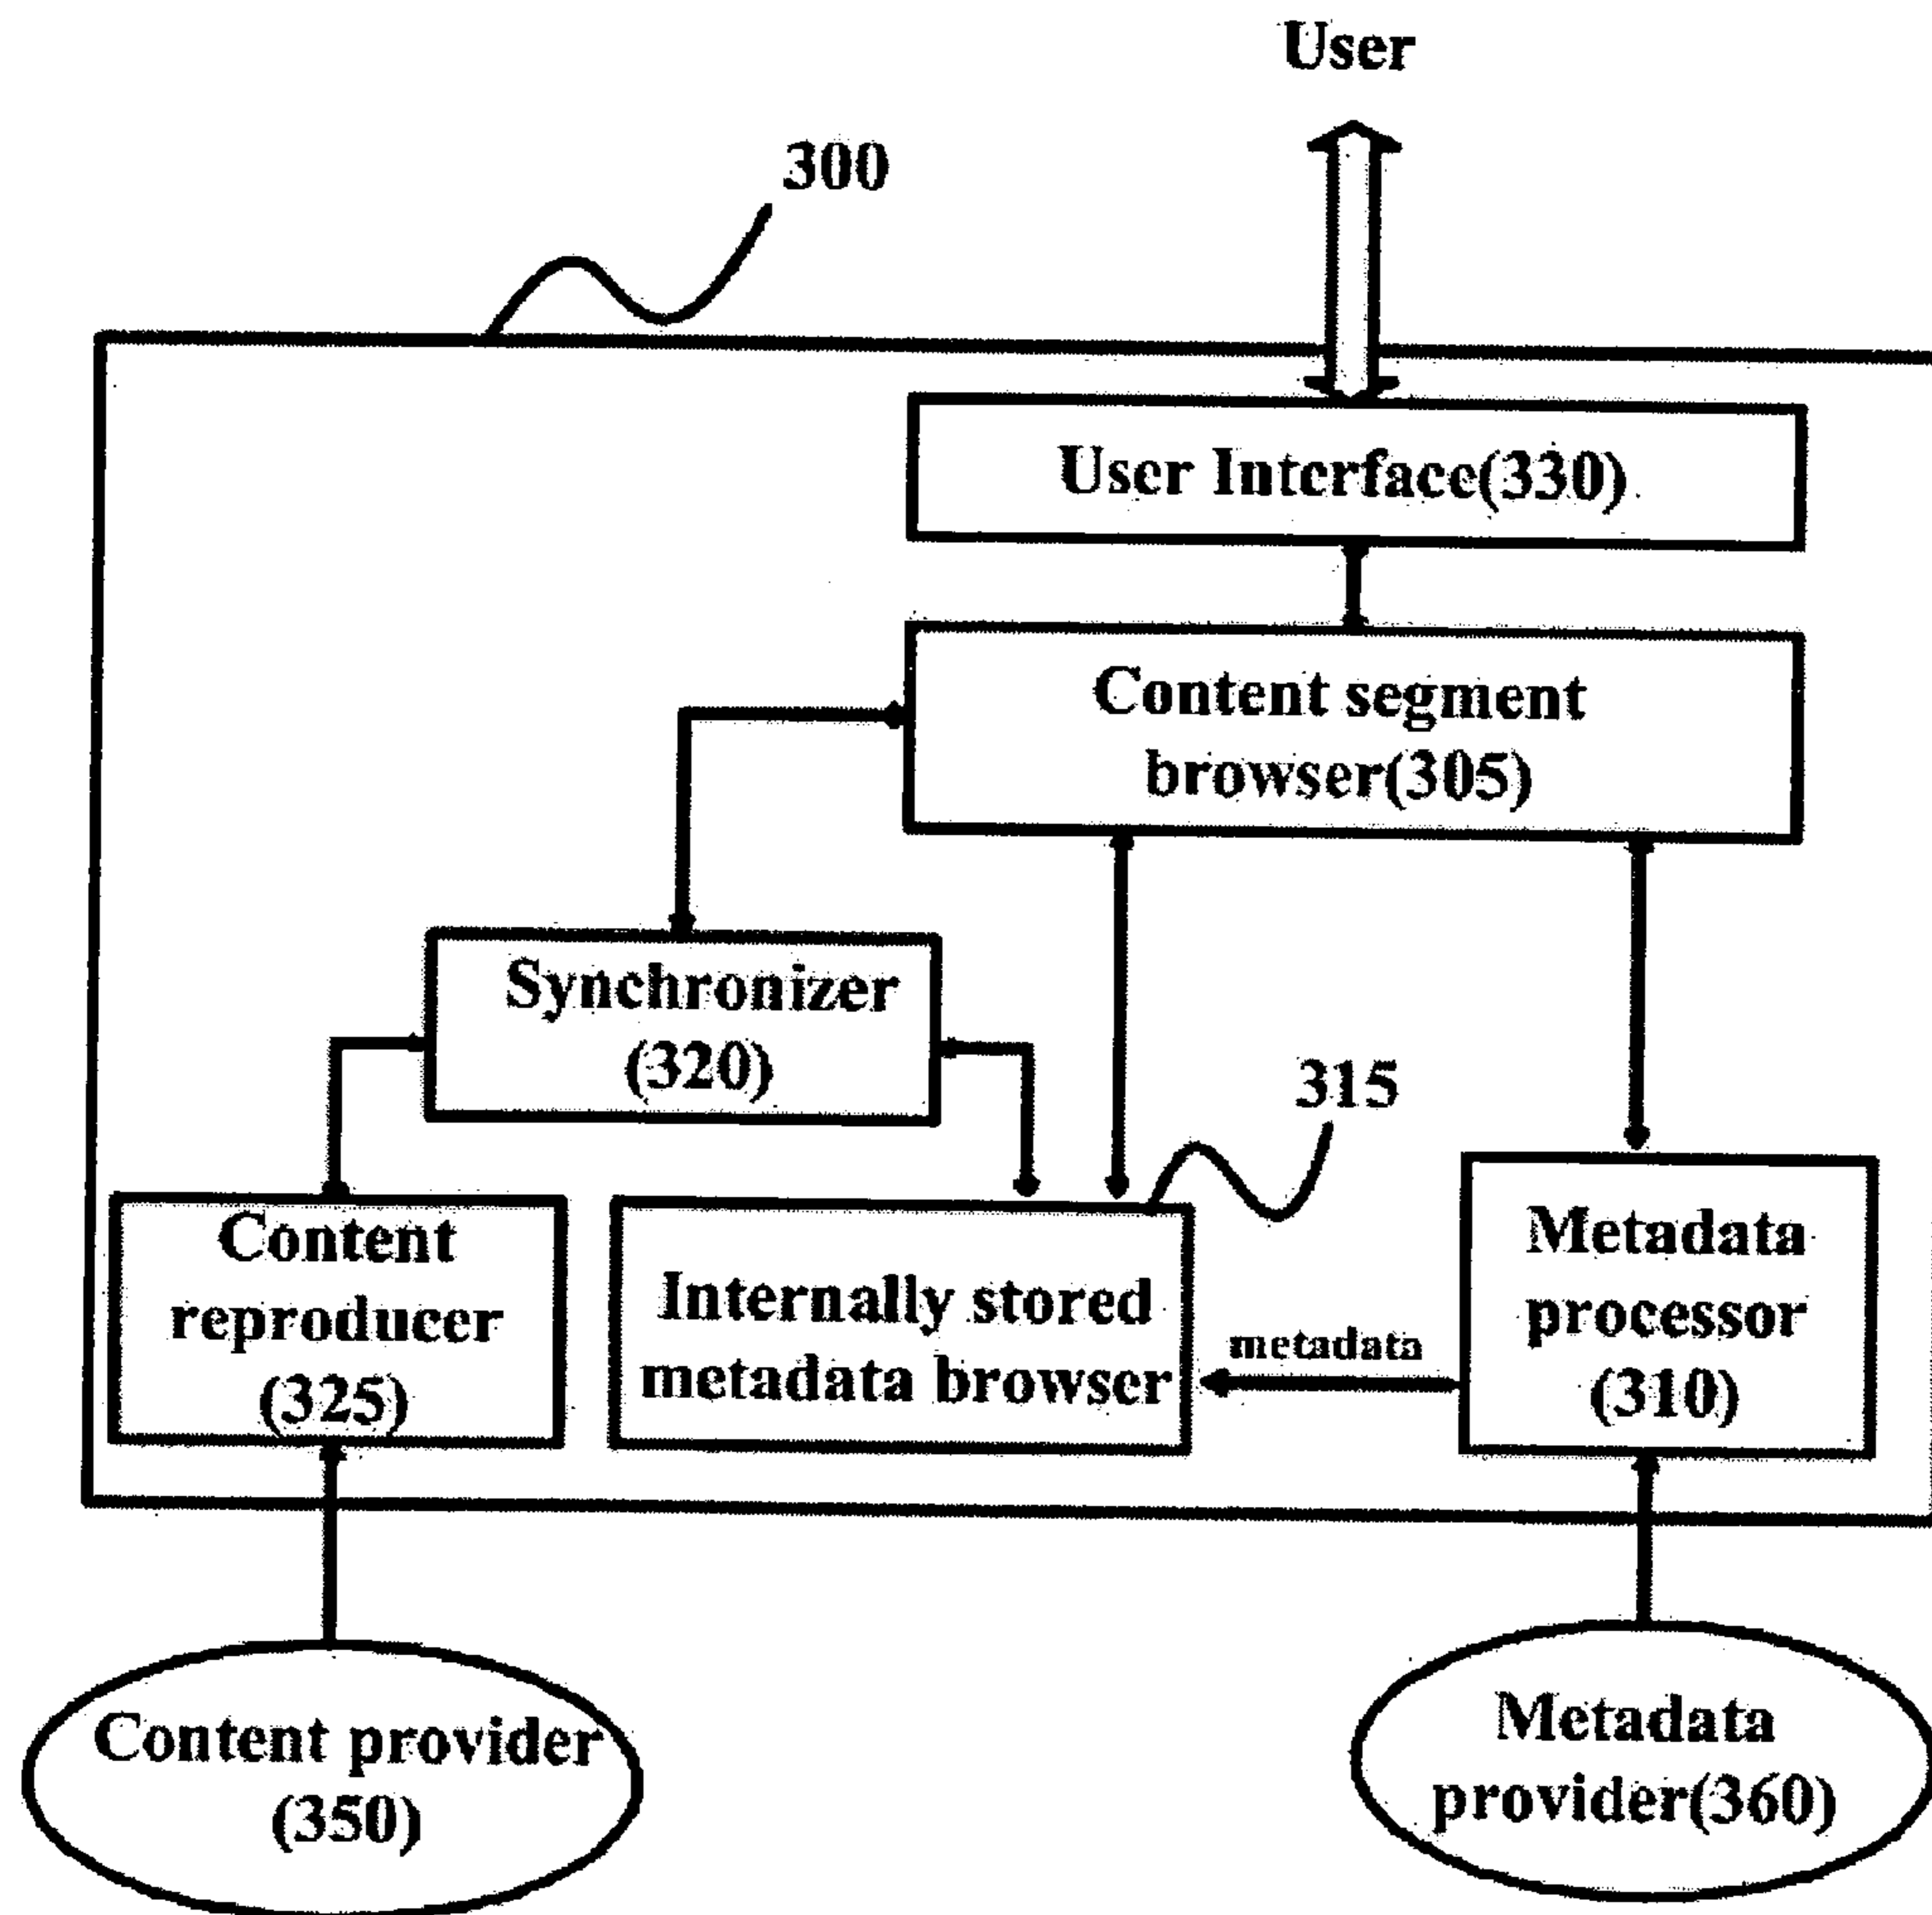 User
300
User Interface(330)
Content segment
browser(305)
Synchronizer
(320)
315
Content
reproducer
(325)
Internally stored
metadata browser
metadata
Metadata
processor
(310)
Content provider
(350)
Metadata
provider(360)